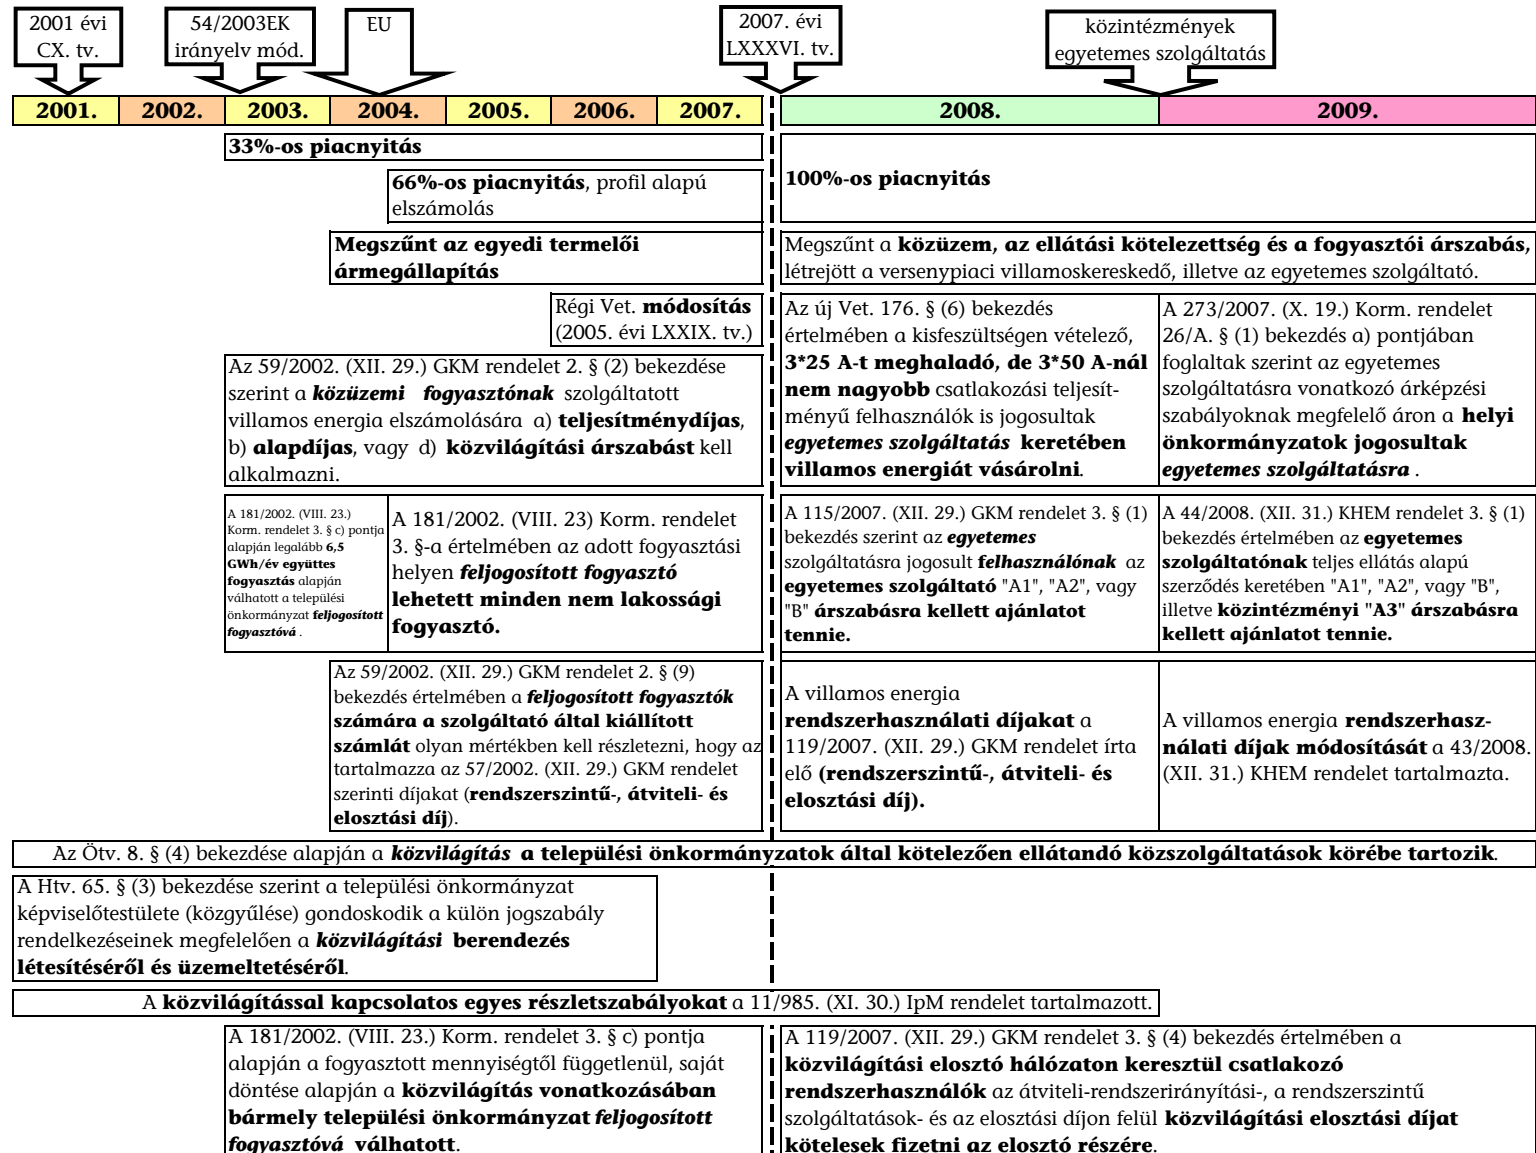 2001 évi
CX. tv.
54/2003EK
irányelv mód.
EU
2007. évi
LXXXVI. tv.
közintézmények
egyetemes szolgáltatás
2001.
2002.
2003.
2004.
2005.
2006.
2007.
2008.
2009.
33%-os piacnyitás
66%-os piacnyitás, profil alapú
elszámolás
100%-os piacnyitás
Megszűnt az egyedi termelői
ármegállapítás
Megszűnt a közüzem, az ellátási kötelezettség és a fogyasztói árszabás,
létrejött a versenypiaci villamoskereskedő, illetve az egyetemes szolgáltató.
Régi Vet. módosítás
(2005. évi LXXIX. tv.)
Az 59/2002. (XII. 29.) GKM rendelet 2. § (2) bekezdése
szerint a közüzemi fogyasztónak szolgáltatott
villamos energia elszámolására a) teljesítménydíjas,
b) alapdíjas, vagy d) közvilágítási árszabást kell
alkalmazni.
Az új Vet. 176. § (6) bekezdés
értelmében a kisfeszültségen vételező,
3*25 A-t meghaladó, de 3*50 A-nál
nem nagyobb csatlakozási teljesít-
ményű felhasználók is jogosultak
egyetemes szolgáltatás keretében
villamos energiát vásárolni.
A 273/2007. (X. 19.) Korm. rendelet
26/A. § (1) bekezdés a) pontjában
foglaltak szerint az egyetemes
szolgáltatásra vonatkozó árképzési
szabályoknak megfelelő áron a helyi
önkormányzatok jogosultak
egyetemes szolgáltatásra .
A 181/2002. (VIII. 23.)
Korm. rendelet 3. § c) pontja
alapján legalább 6,5
GWh/év együttes
fogyasztás alapján
válhatott a települési
önkormányzat feljogosított
fogyasztóvá .
A 181/2002. (VIII. 23) Korm. rendelet
3. §-a értelmében az adott fogyasztási
helyen feljogosított fogyasztó
lehetett minden nem lakossági
fogyasztó.
A 115/2007. (XII. 29.) GKM rendelet 3. § (1)
bekezdés szerint az egyetemes
szolgáltatásra jogosult felhasználónak az
egyetemes szolgáltató "A1", "A2", vagy
"B" árszabásra kellett ajánlatot
tennie.
A 44/2008. (XII. 31.) KHEM rendelet 3. § (1)
bekezdés értelmében az egyetemes
szolgáltatónak teljes ellátás alapú
szerződés keretében "A1", "A2", vagy "B",
illetve közintézményi "A3" árszabásra
kellett ajánlatot tennie.
Az 59/2002. (XII. 29.) GKM rendelet 2. § (9)
bekezdés értelmében a feljogosított fogyasztók
számára a szolgáltató által kiállított
számlát olyan mértékben kell részletezni, hogy az
tartalmazza az 57/2002. (XII. 29.) GKM rendelet
szerinti díjakat (rendszerszintű-, átviteli- és
elosztási díj).
A villamos energia
rendszerhasználati díjakat a
119/2007. (XII. 29.) GKM rendelet írta
elő (rendszerszintű-, átviteli- és
elosztási díj).
A villamos energia rendszerhasz-
nálati díjak módosítását a 43/2008.
(XII. 31.) KHEM rendelet tartalmazta.
Az Ötv. 8. § (4) bekezdése alapján a közvilágítás a települési önkormányzatok által kötelezően ellátandó közszolgáltatások körébe tartozik.
A Htv. 65. § (3) bekezdése szerint a települési önkormányzat
képviselőtestülete (közgyűlése) gondoskodik a külön jogszabály
rendelkezéseinek megfelelően a közvilágítási berendezés
létesítéséről és üzemeltetéséről.
A közvilágítással kapcsolatos egyes részletszabályokat a 11/985. (XI. 30.) IpM rendelet tartalmazott.
A 181/2002. (VIII. 23.) Korm. rendelet 3. § c) pontja
alapján a fogyasztott mennyiségtől függetlenül, saját
döntése alapján a közvilágítás vonatkozásában
bármely települési önkormányzat feljogosított
fogyasztóvá válhatott.
A 119/2007. (XII. 29.) GKM rendelet 3. § (4) bekezdés értelmében a
közvilágítási elosztó hálózaton keresztül csatlakozó
rendszerhasználók az átviteli-rendszerirányítási-, a rendszerszintű
szolgáltatások- és az elosztási díjon felül közvilágítási elosztási díjat
kötelesek fizetni az elosztó részére.